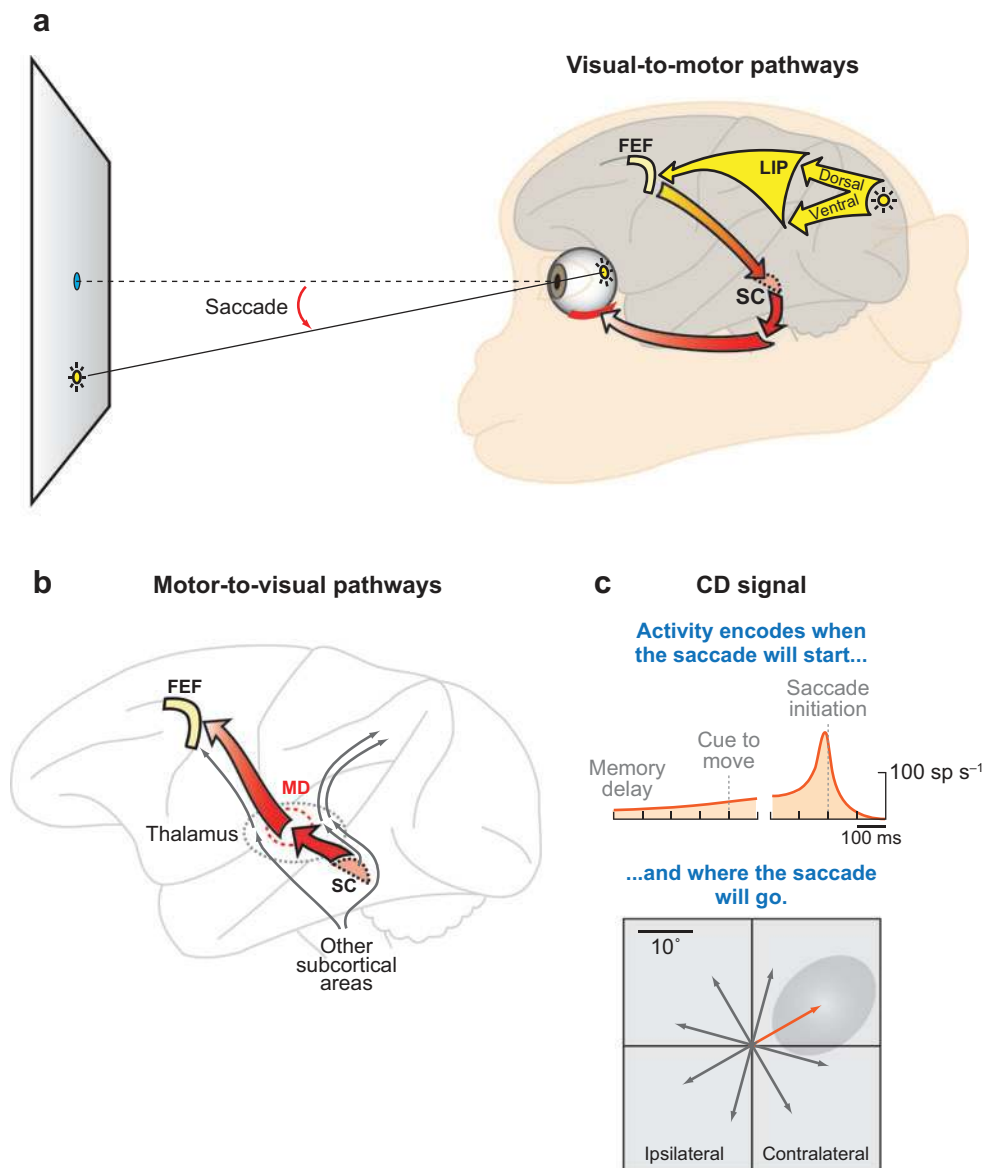 a
Visual-to-motor pathways
FEF
LIP
Dorsal
Ventral
SC
Saccade
b
Motor-to-visual pathways
FEF
MD
Thalamus
SC
Other
subcortical
areas
c
CD signal
Activity encodes when
the saccade will start...
Saccade
initiation
Cue to
move
Memory
delay
100 sp s⁻¹
100 ms
...and where the saccade
will go.
10˚
Ipsilateral
Contralateral